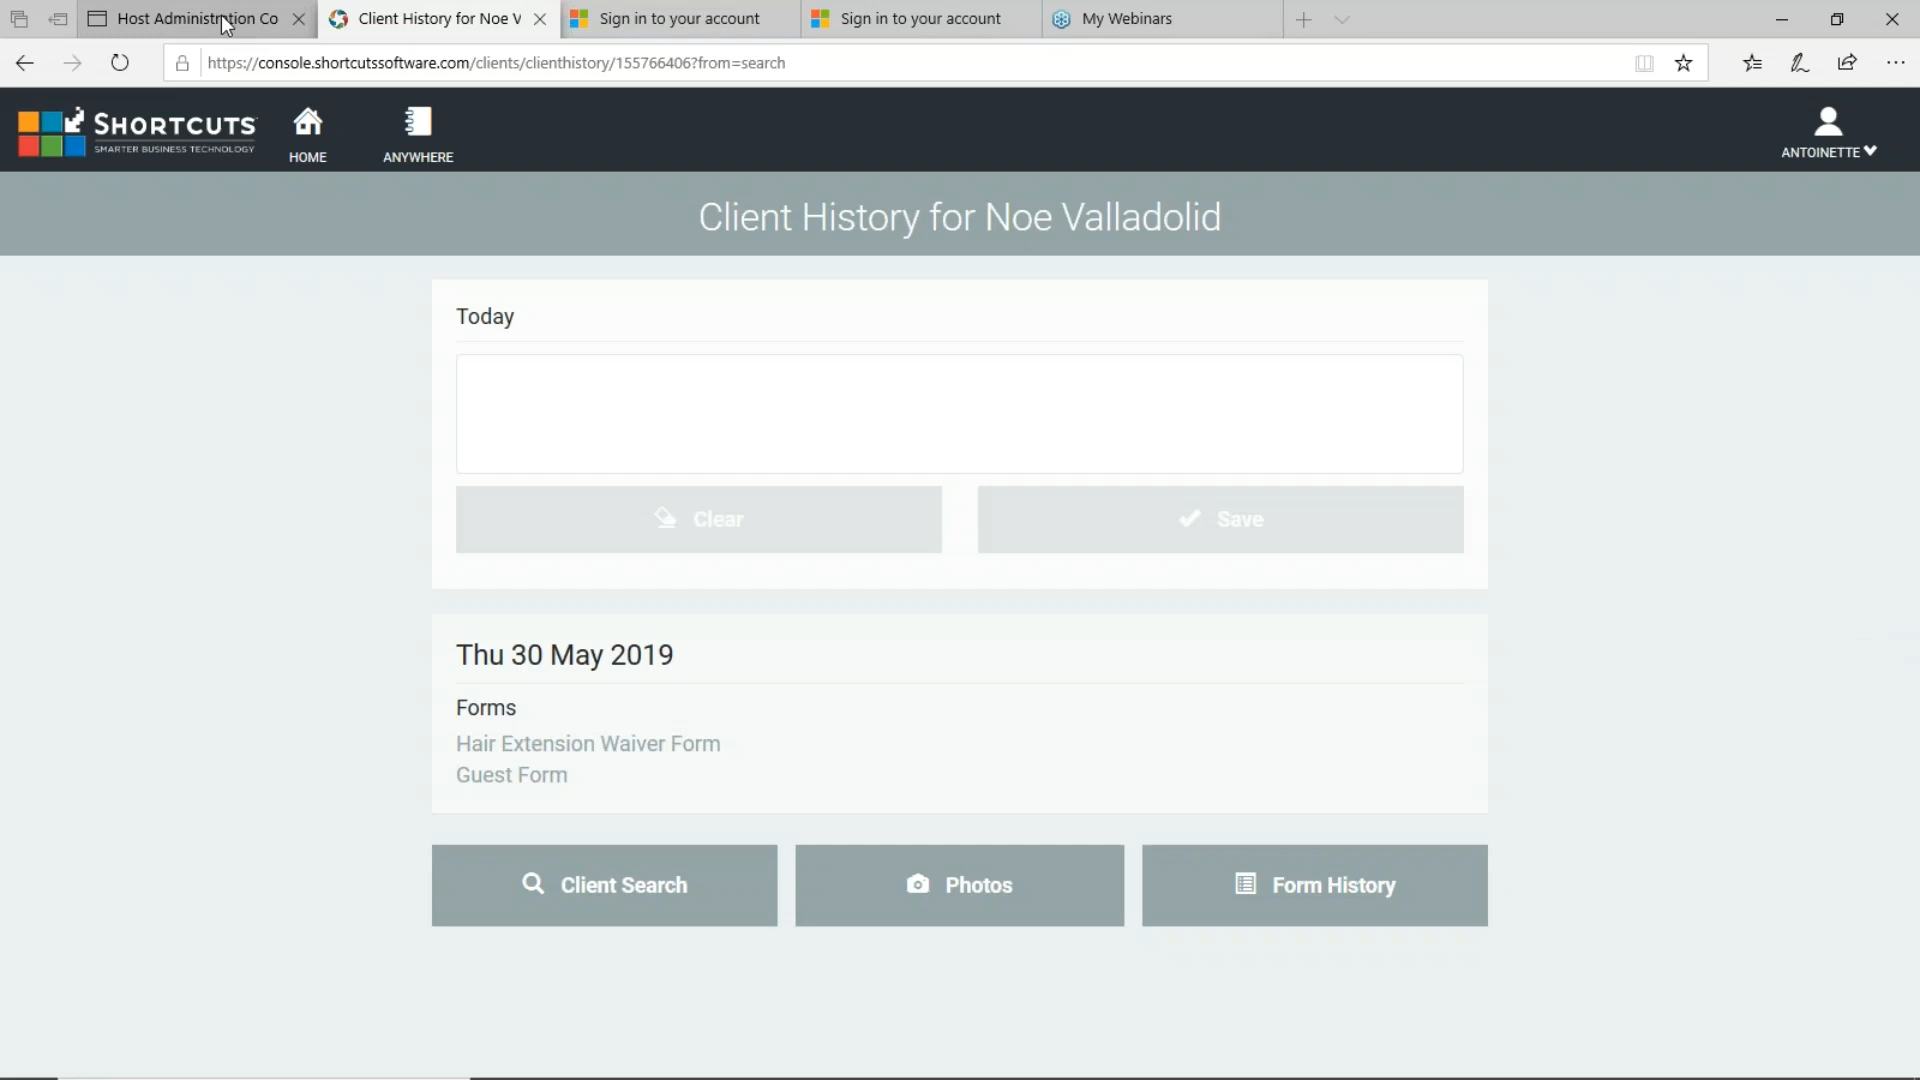 Host Administration Co
Client History for Noe V
Sign in to your account
Sign in to your account
My Webinars
https://console.shortcutssoftware.com/clients/clienthistory/155766406?from=search
SHORTCUTS
SMARTER BUSINESS TECHNOLOGY
HOME
ANYWHERE
ANTOINETTE
Client History for Noe Valladolid
Today
Clear
Save
Thu 30 May 2019
Forms
Hair Extension Waiver Form
Guest Form
Client Search
Photos
Form History